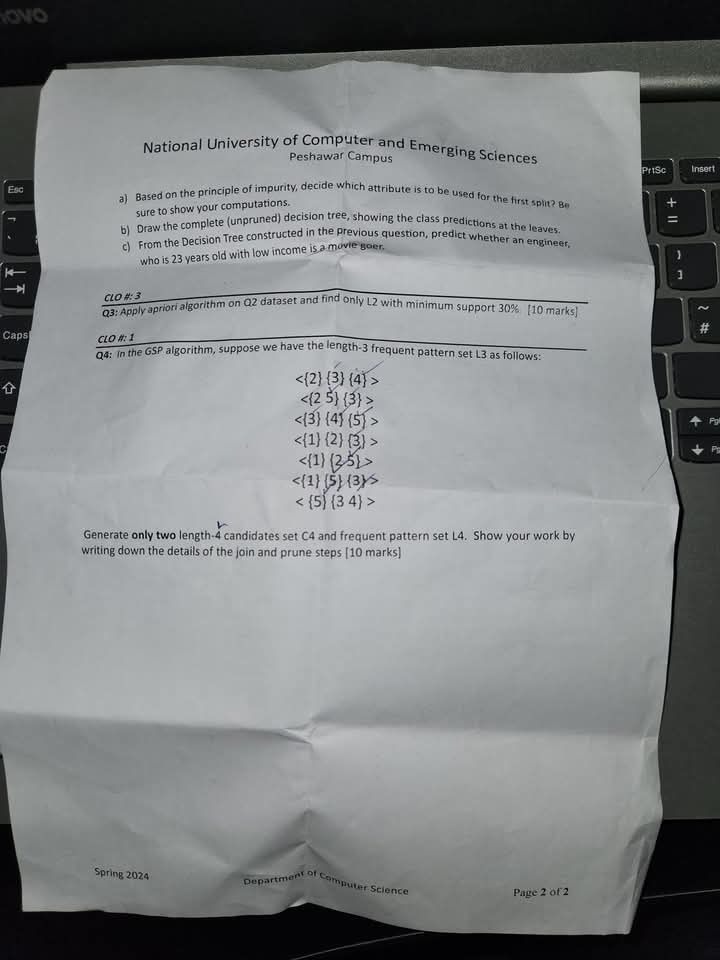 National University of Computer and Emerging Sciences
Peshawar Campus
a) Based on the principle of impurity, decide which attribute is to be used for the first split? Be
sure to show your computations.
b) Draw the complete (unpruned) decision tree, showing the class predictions at the leaves.
c) From the Decision Tree constructed in the previous question, predict whether an engineer,
who is 23 years old with low income is a movie goer.
CLO #: 3
Q3: Apply apriori algorithm on Q2 dataset and find only L2 with minimum support 30%. [10 marks]
CLO #: 1
Q4: In the GSP algorithm, suppose we have the length-3 frequent pattern set L3 as follows:
<{2} {3} {4} >
<{2 5} {3} >
<{3} {4} {5} >
<{1} {2} {3} >
<{1} {2 5} >
<{1} {5} {3} >
< {5} {3 4} >
Generate only two length-4 candidates set C4 and frequent pattern set L4. Show your work by
writing down the details of the join and prune steps [10 marks]
Spring 2024
Department of Computer Science
Page 2 of 2
Esc
Caps
PrtSc
Insert
+
=
}
]
~
#